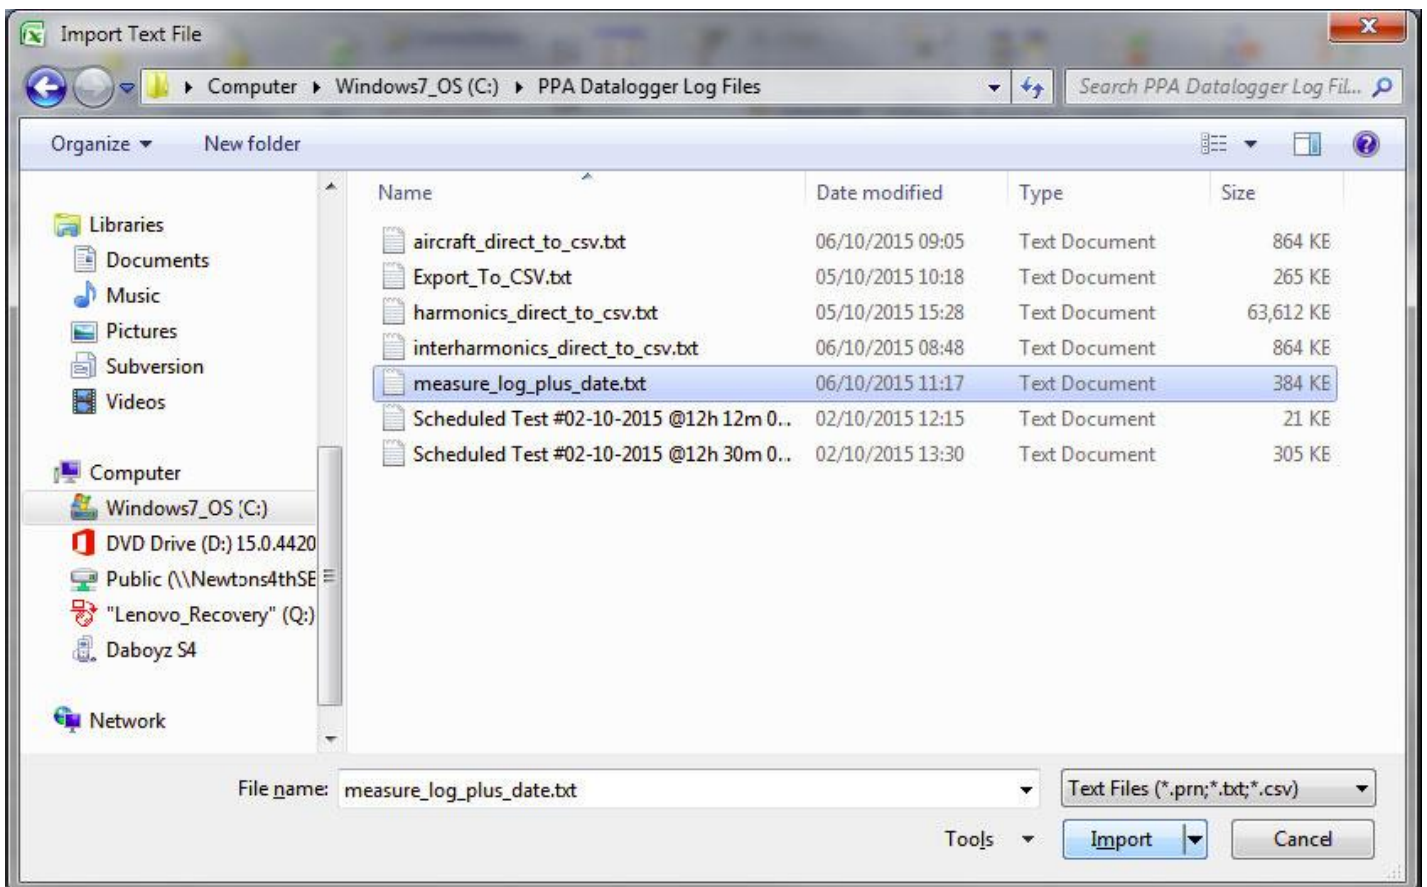 Import Text File
Computer Windows7_OS (C:) PPA Datalogger Log Files Search PPA Datalogger Log Fil...
Organize New folder
Name Date modified Type Size
Libraries
Documents
Music
Pictures
Subversion
Videos
Computer
Windows7_OS (C:)
DVD Drive (D:) 15.0.4420
Public (\\Newtons4thSE
"Lenovo_Recovery" (Q:)
Daboyz S4
Network
aircraft_direct_to_csv.txt 06/10/2015 09:05 Text Document 864 KB
Export_To_CSV.txt 05/10/2015 10:18 Text Document 265 KB
harmonics_direct_to_csv.txt 05/10/2015 15:28 Text Document 63,612 KB
interharmonics_direct_to_csv.txt 06/10/2015 08:48 Text Document 864 KB
measure_log_plus_date.txt 06/10/2015 11:17 Text Document 384 KB
Scheduled Test #02-10-2015 @12h 12m 0... 02/10/2015 12:15 Text Document 21 KB
Scheduled Test #02-10-2015 @12h 30m 0... 02/10/2015 13:30 Text Document 305 KB
File name: measure_log_plus_date.txt Text Files (*.prn;*.txt;*.csv)
Tools Import Cancel